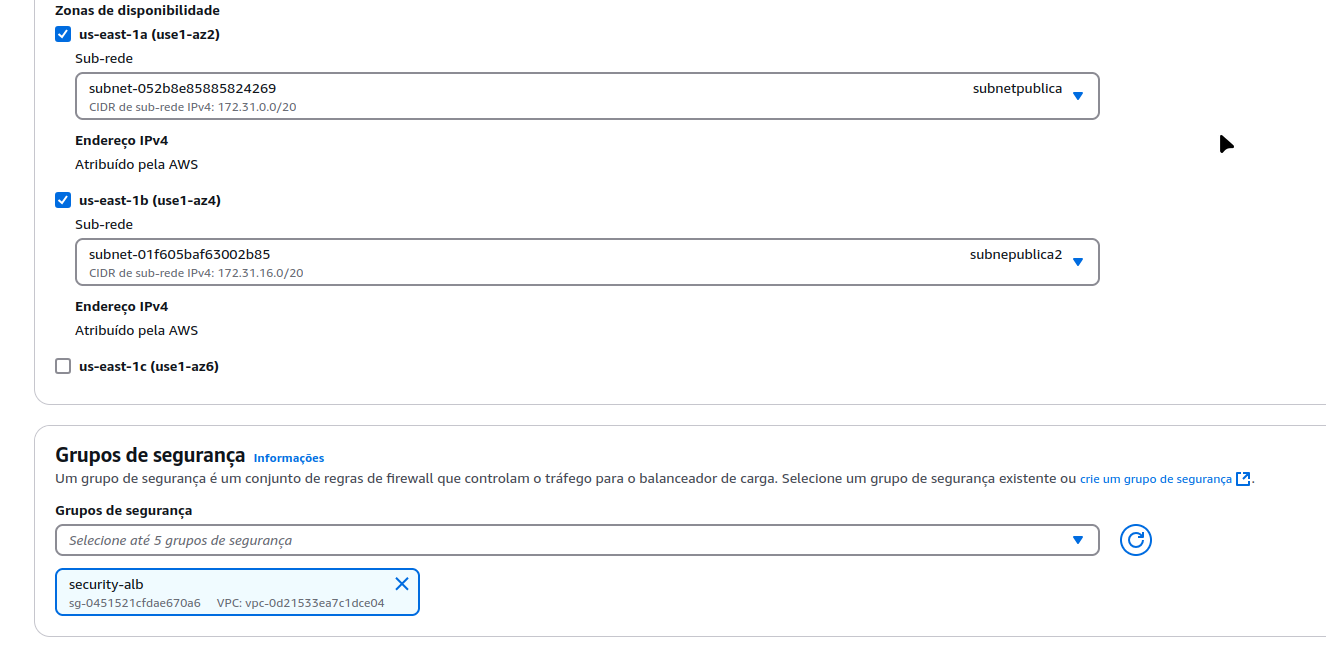 Zonas de disponibilidade
us-east-1a (use1-az2)
Sub-rede
subnet-052b8e85885824269 subnetpublica
CIDR de sub-rede IPv4: 172.31.0.0/20
Endereço IPv4
Atribuído pela AWS
us-east-1b (use1-az4)
Sub-rede
subnet-01f605baf63002b85 subnepublica2
CIDR de sub-rede IPv4: 172.31.16.0/20
Endereço IPv4
Atribuído pela AWS
us-east-1c (use1-az6)
Grupos de segurança Informações
Um grupo de segurança é um conjunto de regras de firewall que controlam o tráfego para o balanceador de carga. Selecione um grupo de segurança existente ou crie um grupo de segurança.
Grupos de segurança
Selecione até 5 grupos de segurança
security-alb
sg-0451521cfdae670a6 VPC: vpc-0d21533ea7c1dce04